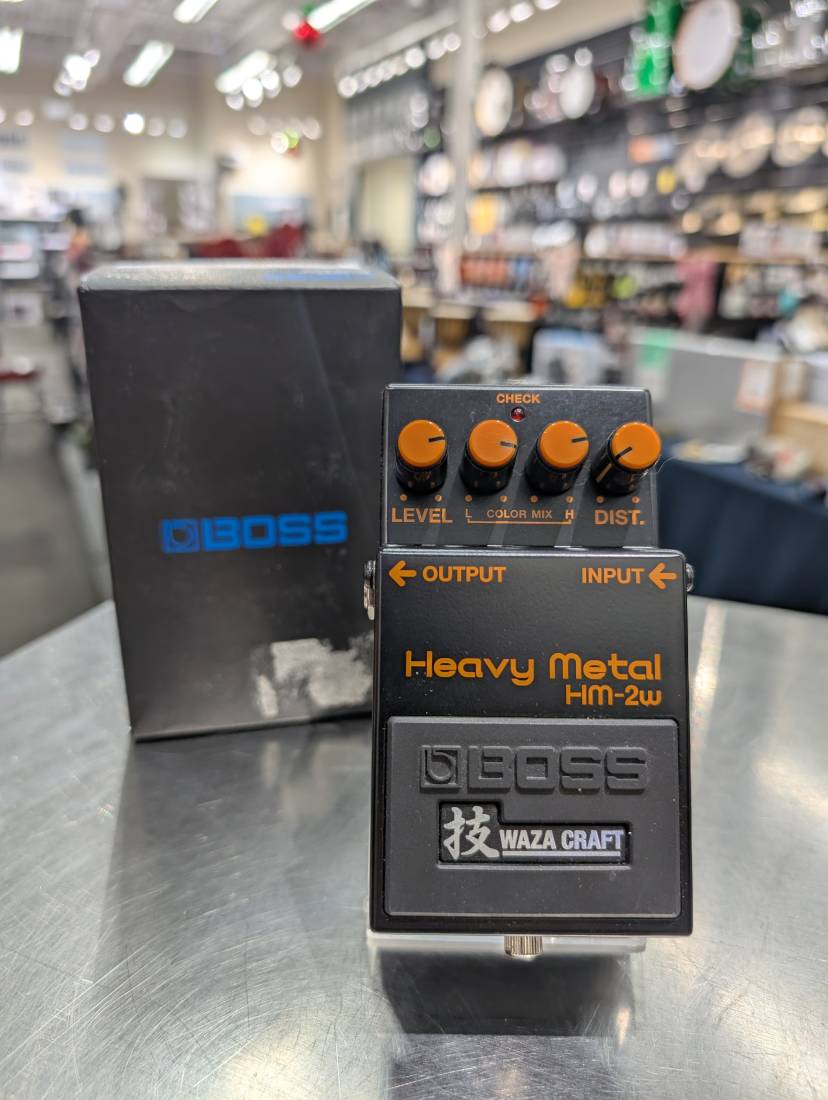 BOSS
CHECK
LEVEL L COLOR MIX H DIST.
← OUTPUT INPUT ←
Heavy Metal
HM-2w
BOSS
技 WAZA CRAFT